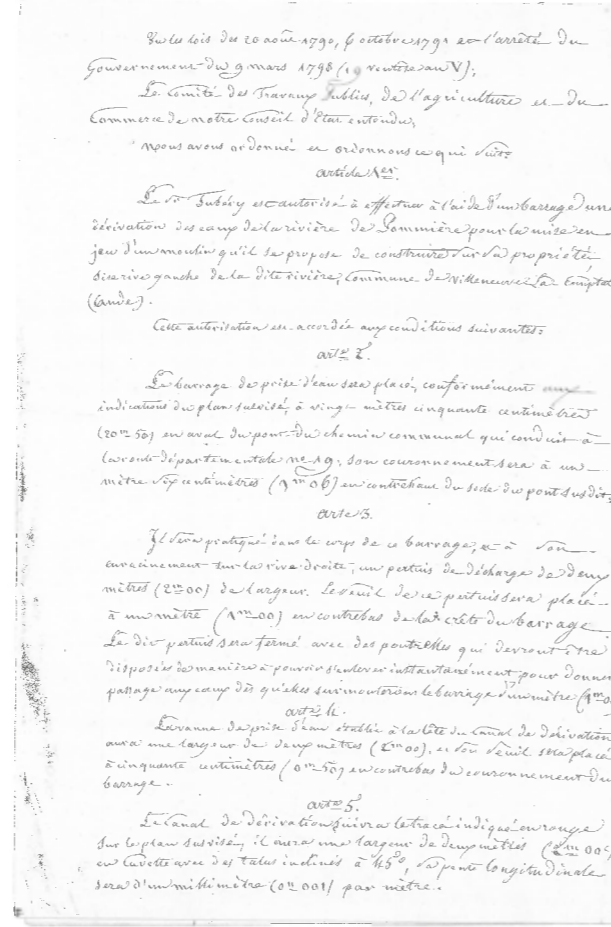 Vu les lois des 20 août 1790, 6 octobre 1791 et l'arrêté du
Gouvernement du 9 mars 1798 (19 ventôse an V);
Le Comité des Travaux Publics, de l'agriculture et du
Commerce de notre Conseil d'Etat entendu,
Nous avons ordonné et ordonnons ce qui suit:
article 1er.
Le Sr Tubéry est autorisé à effectuer à l'aide d'un barrage une
dérivation des eaux de la rivière de Pommière pour la mise en
jeu d'un moulin qu'il se propose de construire sur sa propriété
sise rive gauche de la dite rivière, Commune de Villeneuve La Comptal
(Aude).
Cette autorisation est accordée aux conditions suivantes:
art. 2.
Le barrage de prise d'eau sera placé, conformément aux
indications du plan susvisé, à vingt mètres cinquante centimètres
(20m 50) en aval du pont du chemin communal qui conduit à
la route départementale no 19; son couronnement sera à un
mètre six centimètres (1m 06) en contrebas du socle du pont susdit.
arte 3.
Il sera pratiqué dans le corps de ce barrage, et à son
enracinement sur la rive droite, un pertuis de décharge de deux
mètres (2m 00) de largeur. Le seuil de ce pertuis sera placé
à un mètre (1m 00) en contrebas de la crête du barrage
Le dit pertuis sera fermé avec des poutrelles qui devront être
disposées de manière à pouvoir s'enlever instantanément pour donner
passage aux eaux dès qu'elles surmonteront le barrage d'un mètre
art. 4.
La vanne de prise d'eau établie à la tête du Canal de dérivation
aura une largeur de deux mètres (2m 00), et son seuil sera placé
à cinquante centimètres (0m 50) en contrebas du couronnement du
barrage.
art. 5.
Le Canal de dérivation suivra le tracé indiqué en rouge
sur le plan susvisé, il aura une largeur de deux mètres (2m 00c)
en cuvette avec des talus inclinés à 45°, sa pente longitudinale
sera d'un millimètre (0m 001) par mètre.